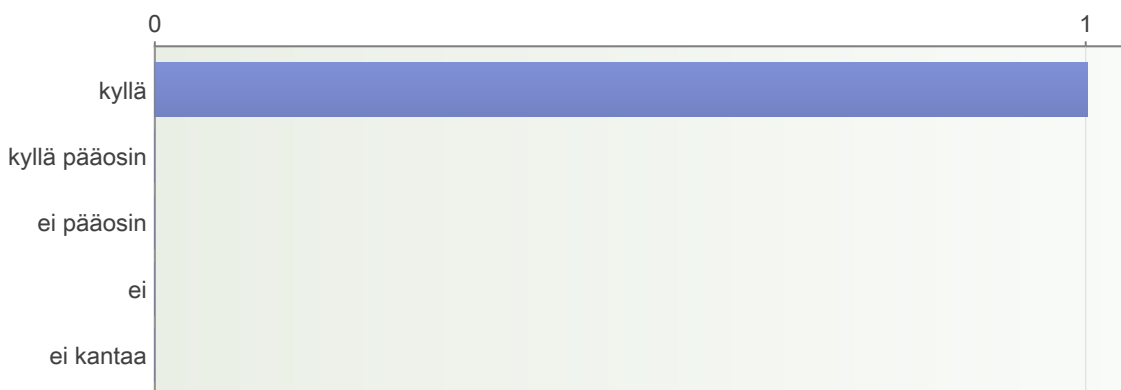 0 1
kyllä
kyllä pääosin
ei pääosin
ei
ei kantaa